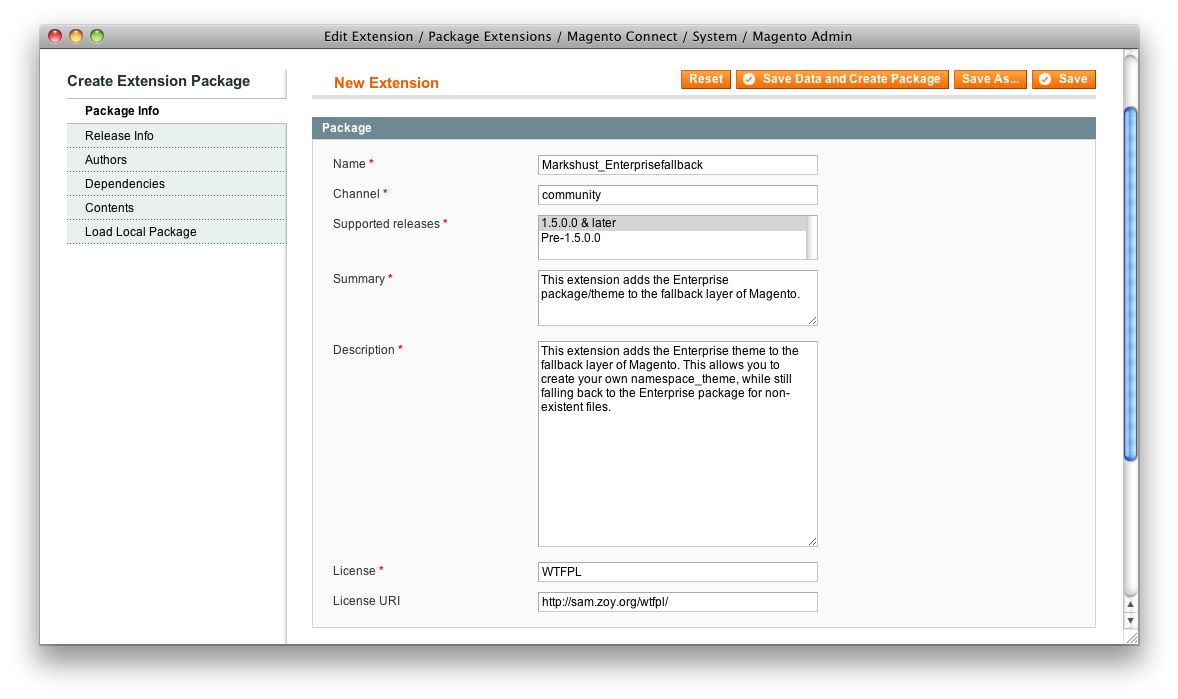 Edit Extension / Package Extensions / Magento Connect / System / Magento Admin
Create Extension Package
Package Info
Release Info
Authors
Dependencies
Contents
Load Local Package
New Extension
Reset
Save Data and Create Package
Save As...
Save
Package
Name *
Markshust_Enterprisefallback
Channel *
community
Supported releases *
1.5.0.0 & later
Pre-1.5.0.0
Summary *
This extension adds the Enterprise
package/theme to the fallback layer of Magento.
Description *
This extension adds the Enterprise theme to the
fallback layer of Magento. This allows you to
create your own namespace_theme, while still
falling back to the Enterprise package for non-
existent files.
License *
WTFPL
License URI
http://sam.zoy.org/wtfpl/